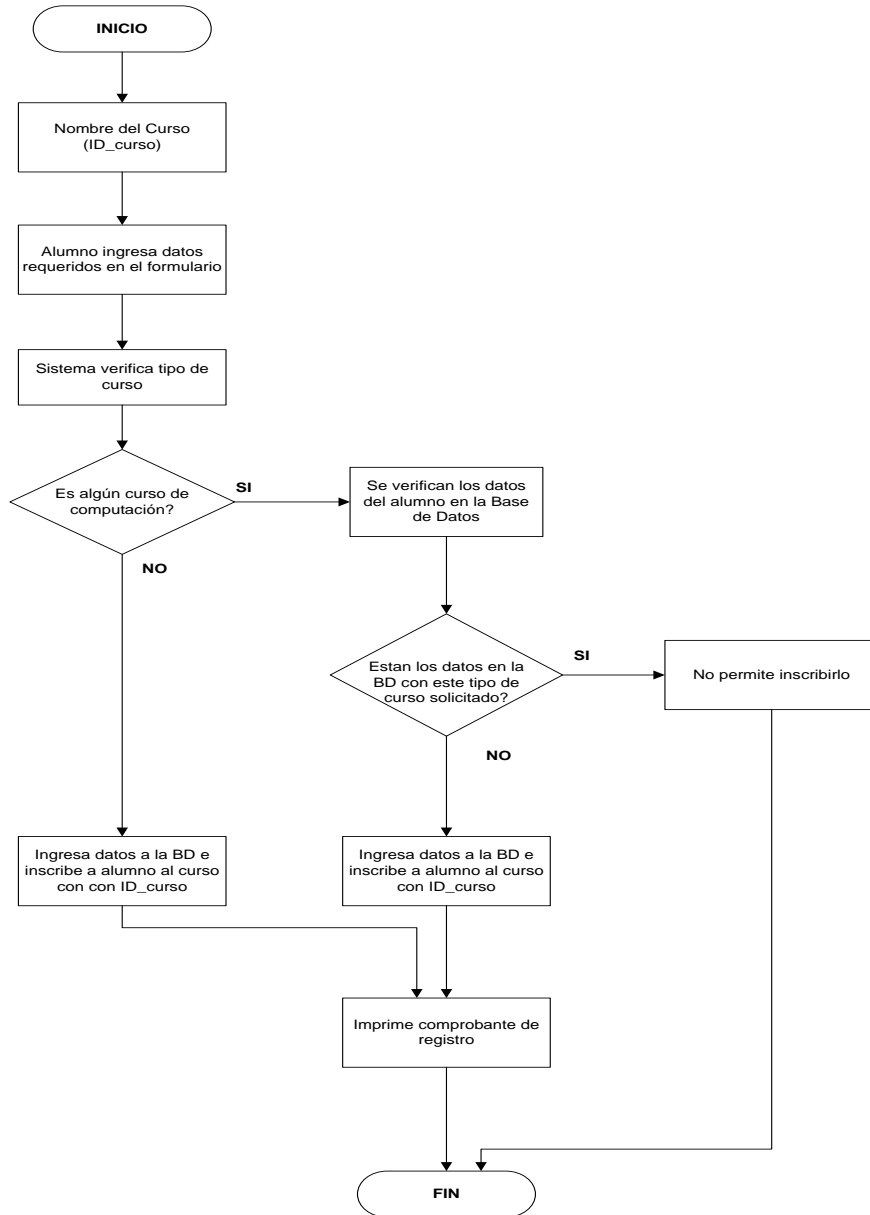 INICIO
Nombre del Curso
(ID_curso)
Alumno ingresa datos
requeridos en el formulario
Sistema verifica tipo de
curso
Es algún curso de
computación?
SI
Se verifican los datos
del alumno en la Base
de Datos
NO
Estan los datos en la
BD con este tipo de
curso solicitado?
SI
No permite inscribirlo
NO
Ingresa datos a la BD e
inscribe a alumno al curso
con con ID_curso
Ingresa datos a la BD e
inscribe a alumno al curso
con ID_curso
Imprime comprobante de
registro
FIN